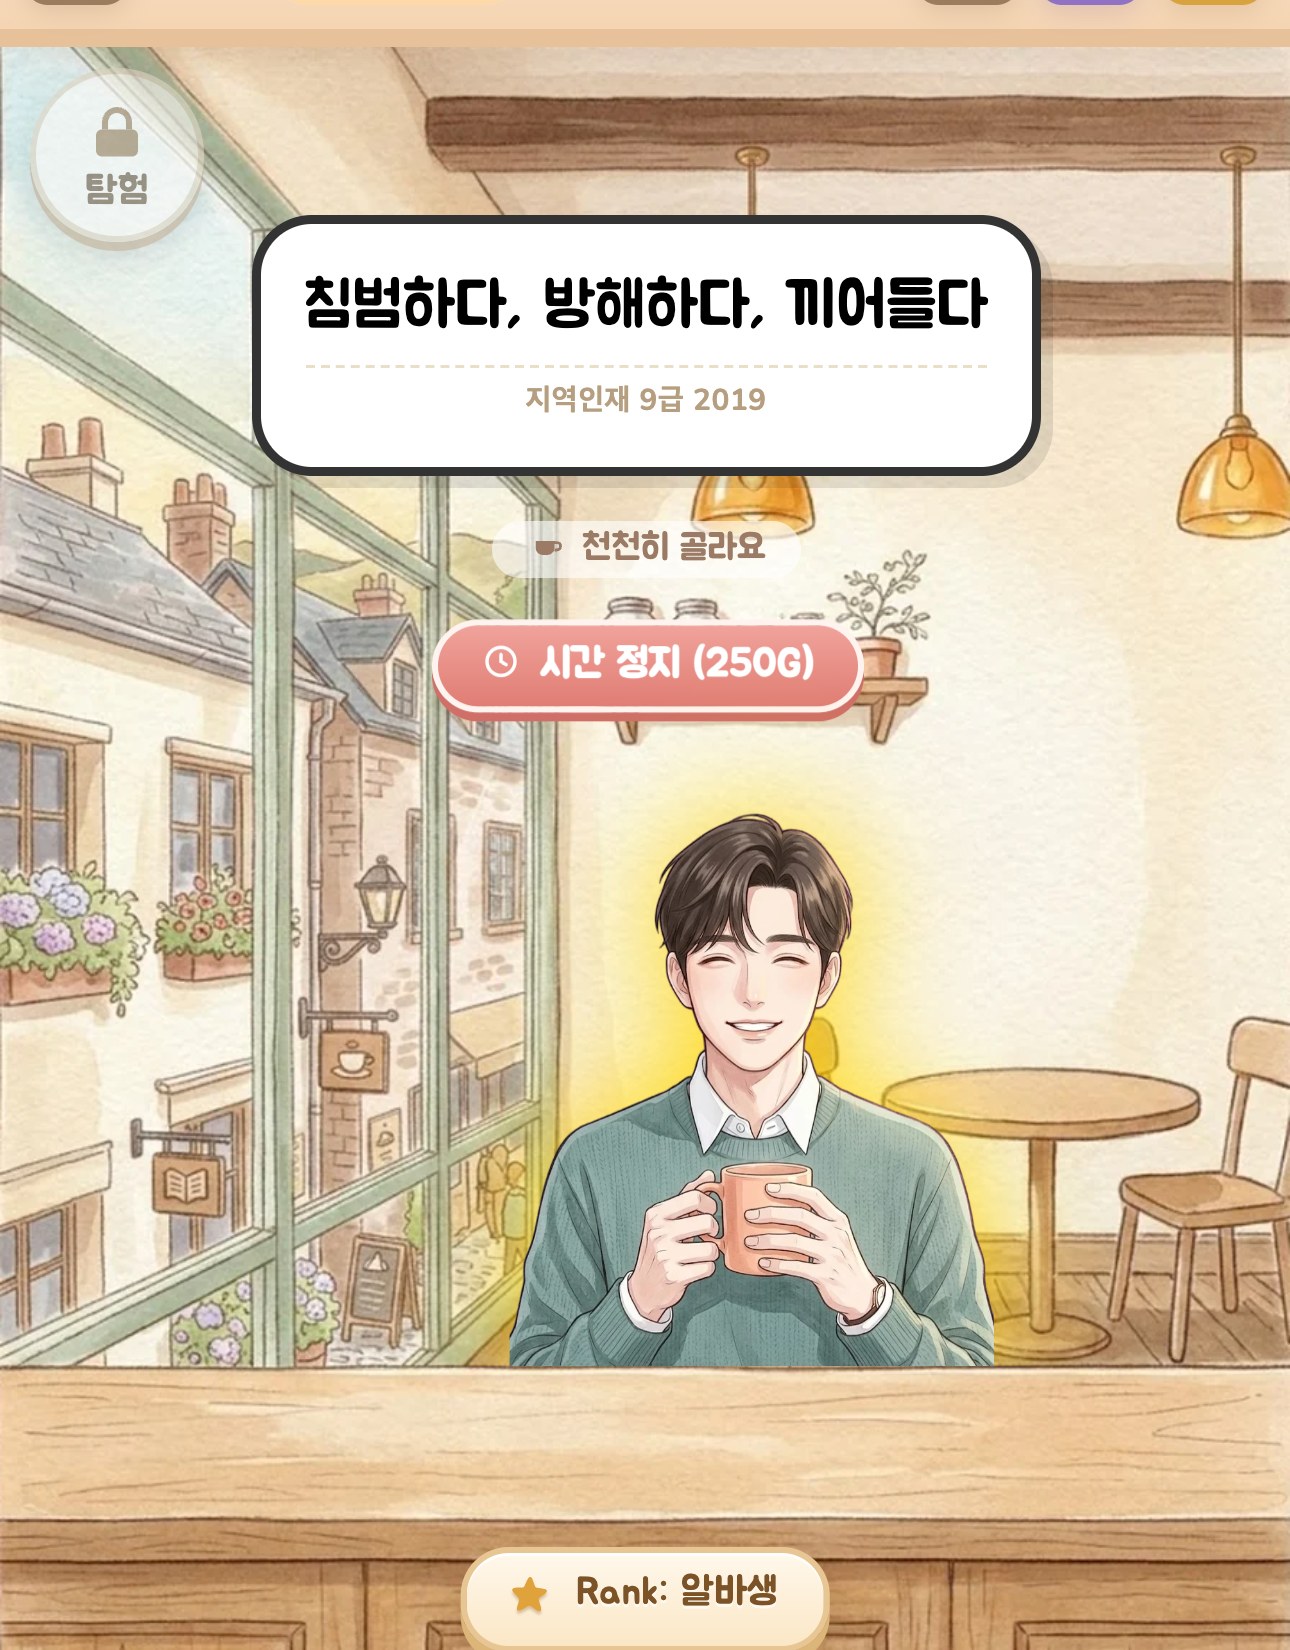 탐험
침범하다, 방해하다, 끼어들다
지역인재 9급 2019
천천히 골라요
시간 정지 (250G)
Rank: 알바생